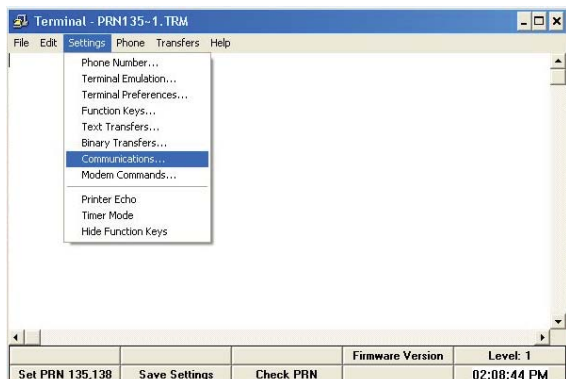 Terminal - PRN135~1.TRM
File Edit Settings Phone Transfers Help
Phone Number...
Terminal Emulation...
Terminal Preferences...
Function Keys...
Text Transfers...
Binary Transfers...
Communications...
Modem Commands...
Printer Echo
Timer Mode
Hide Function Keys
Firmware Version Level: 1
Set PRN 135,138 Save Settings Check PRN 02:08:44 PM